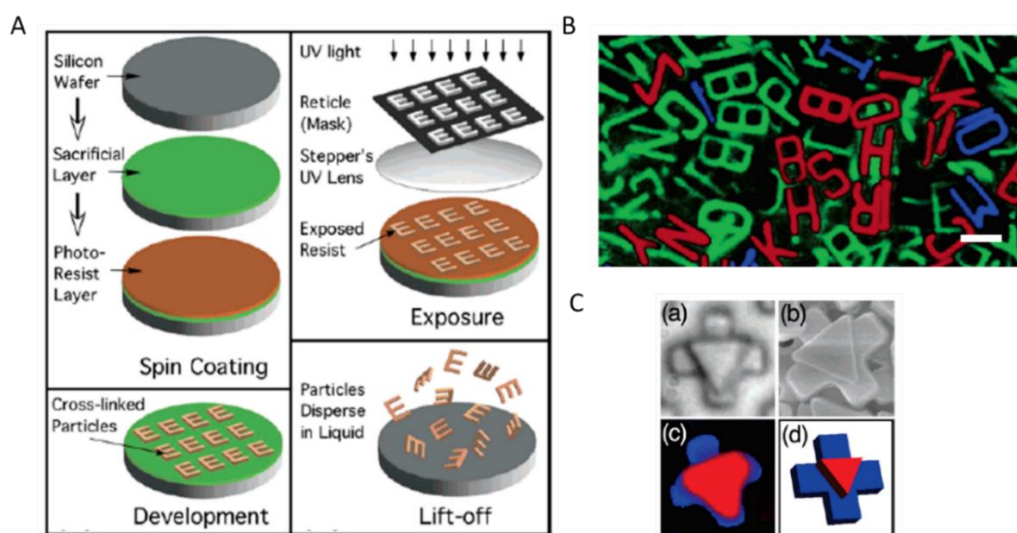 A
Silicon
Wafer
Sacrificial
Layer
Photo-
Resist
Layer
Spin Coating
UV light
Reticle
(Mask)
E E E E
E E E E
E E E E
Stepper's
UV Lens
Exposed
Resist
E E E E
E E E E
E E E E
Exposure
Cross-linked
Particles
E E E E
E E E E
E E E E
Development
Particles
Disperse
in Liquid
Lift-off
B
C
(a)
(b)
(c)
(d)